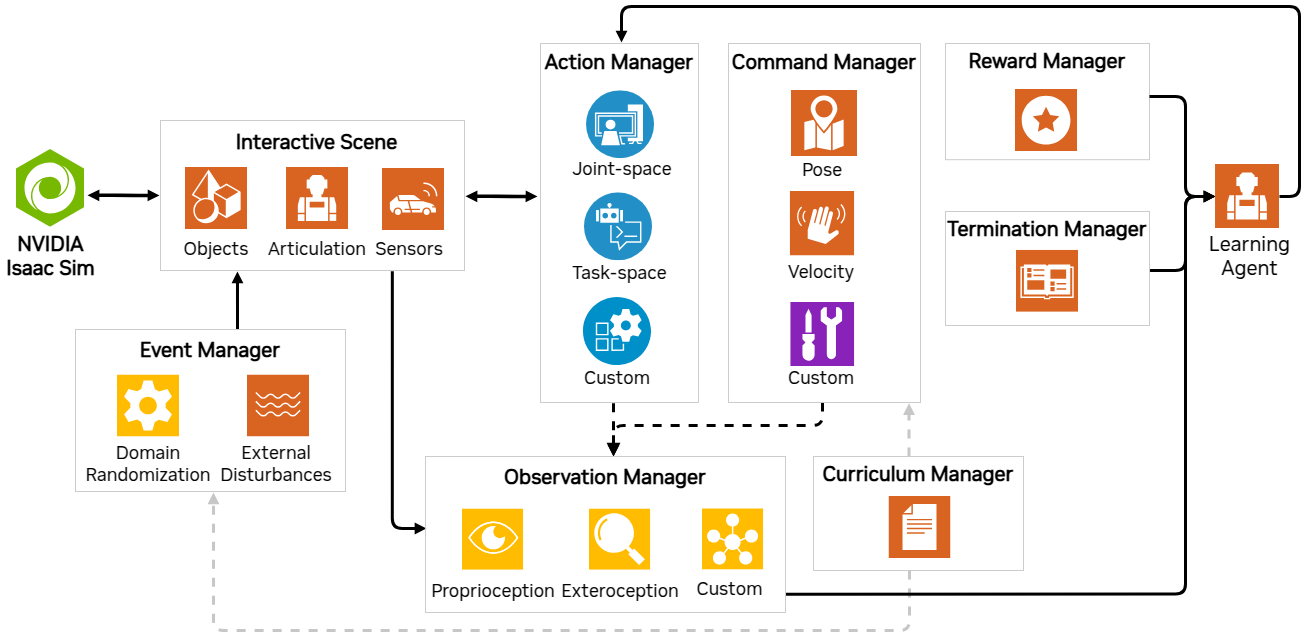 Action Manager
Joint-space
Task-space
Custom
Command Manager
Pose
Velocity
Custom
Reward Manager
Termination Manager
Learning
Agent
Interactive Scene
Objects
Articulation
Sensors
NVIDIA
Isaac Sim
Event Manager
Domain
Randomization
External
Disturbances
Observation Manager
Proprioception
Exteroception
Custom
Curriculum Manager